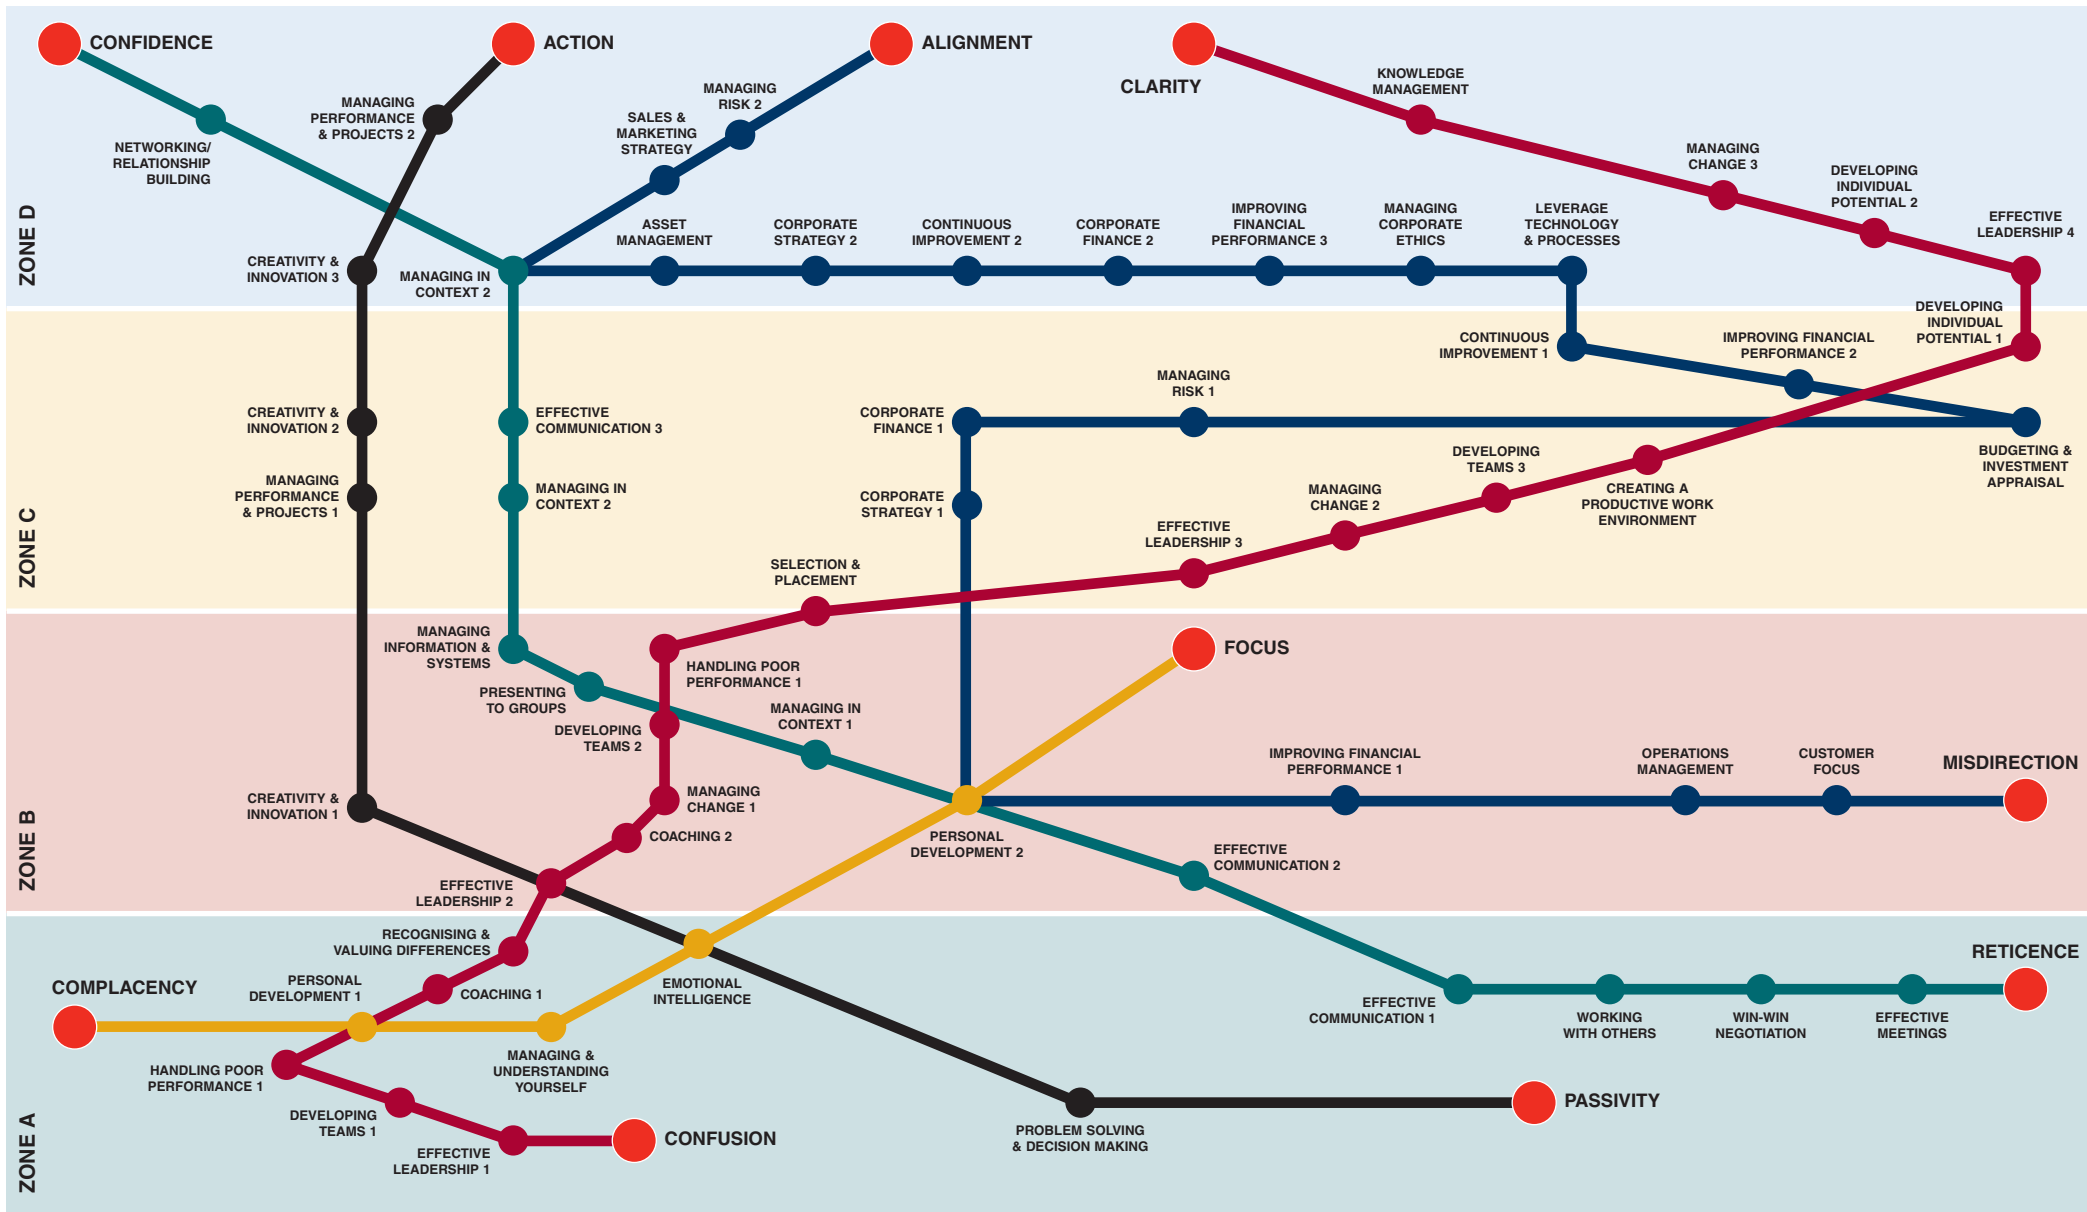 CONFIDENCE
ACTION
ALIGNMENT
CLARITY
KNOWLEDGE
MANAGEMENT
MANAGING
RISK 2
MANAGING
PERFORMANCE
& PROJECTS 2
SALES &
MARKETING
STRATEGY
NETWORKING/
RELATIONSHIP
BUILDING
MANAGING
CHANGE 3
DEVELOPING
INDIVIDUAL
POTENTIAL 2
EFFECTIVE
LEADERSHIP 4
ZONE D
CREATIVITY &
INNOVATION 3
MANAGING IN
CONTEXT 2
ASSET
MANAGEMENT
CORPORATE
STRATEGY 2
CONTINUOUS
IMPROVEMENT 2
CORPORATE
FINANCE 2
IMPROVING
FINANCIAL
PERFORMANCE 3
MANAGING
CORPORATE
ETHICS
LEVERAGE
TECHNOLOGY
& PROCESSES
DEVELOPING
INDIVIDUAL
POTENTIAL 1
CONTINUOUS
IMPROVEMENT 1
IMPROVING FINANCIAL
PERFORMANCE 2
MANAGING
RISK 1
CREATIVITY &
INNOVATION 2
EFFECTIVE
COMMUNICATION 3
CORPORATE
FINANCE 1
BUDGETING &
INVESTMENT
APPRAISAL
DEVELOPING
TEAMS 3
MANAGING
PERFORMANCE
& PROJECTS 1
MANAGING IN
CONTEXT 2
CORPORATE
STRATEGY 1
MANAGING
CHANGE 2
CREATING A
PRODUCTIVE WORK
ENVIRONMENT
ZONE C
EFFECTIVE
LEADERSHIP 3
SELECTION &
PLACEMENT
MANAGING
INFORMATION &
SYSTEMS
FOCUS
HANDLING POOR
PERFORMANCE 1
PRESENTING
TO GROUPS
MANAGING IN
CONTEXT 1
DEVELOPING
TEAMS 2
IMPROVING FINANCIAL
PERFORMANCE 1
OPERATIONS
MANAGEMENT
CUSTOMER
FOCUS
MISDIRECTION
CREATIVITY &
INNOVATION 1
MANAGING
CHANGE 1
COACHING 2
PERSONAL
DEVELOPMENT 2
EFFECTIVE
COMMUNICATION 2
ZONE B
EFFECTIVE
LEADERSHIP 2
RECOGNISING &
VALUING DIFFERENCES
COMPLACENCY
PERSONAL
DEVELOPMENT 1
COACHING 1
EMOTIONAL
INTELLIGENCE
RETICENCE
EFFECTIVE
COMMUNICATION 1
WORKING
WITH OTHERS
WIN-WIN
NEGOTIATION
EFFECTIVE
MEETINGS
HANDLING POOR
PERFORMANCE 1
MANAGING &
UNDERSTANDING
YOURSELF
PASSIVITY
DEVELOPING
TEAMS 1
PROBLEM SOLVING
& DECISION MAKING
CONFUSION
EFFECTIVE
LEADERSHIP 1
ZONE A